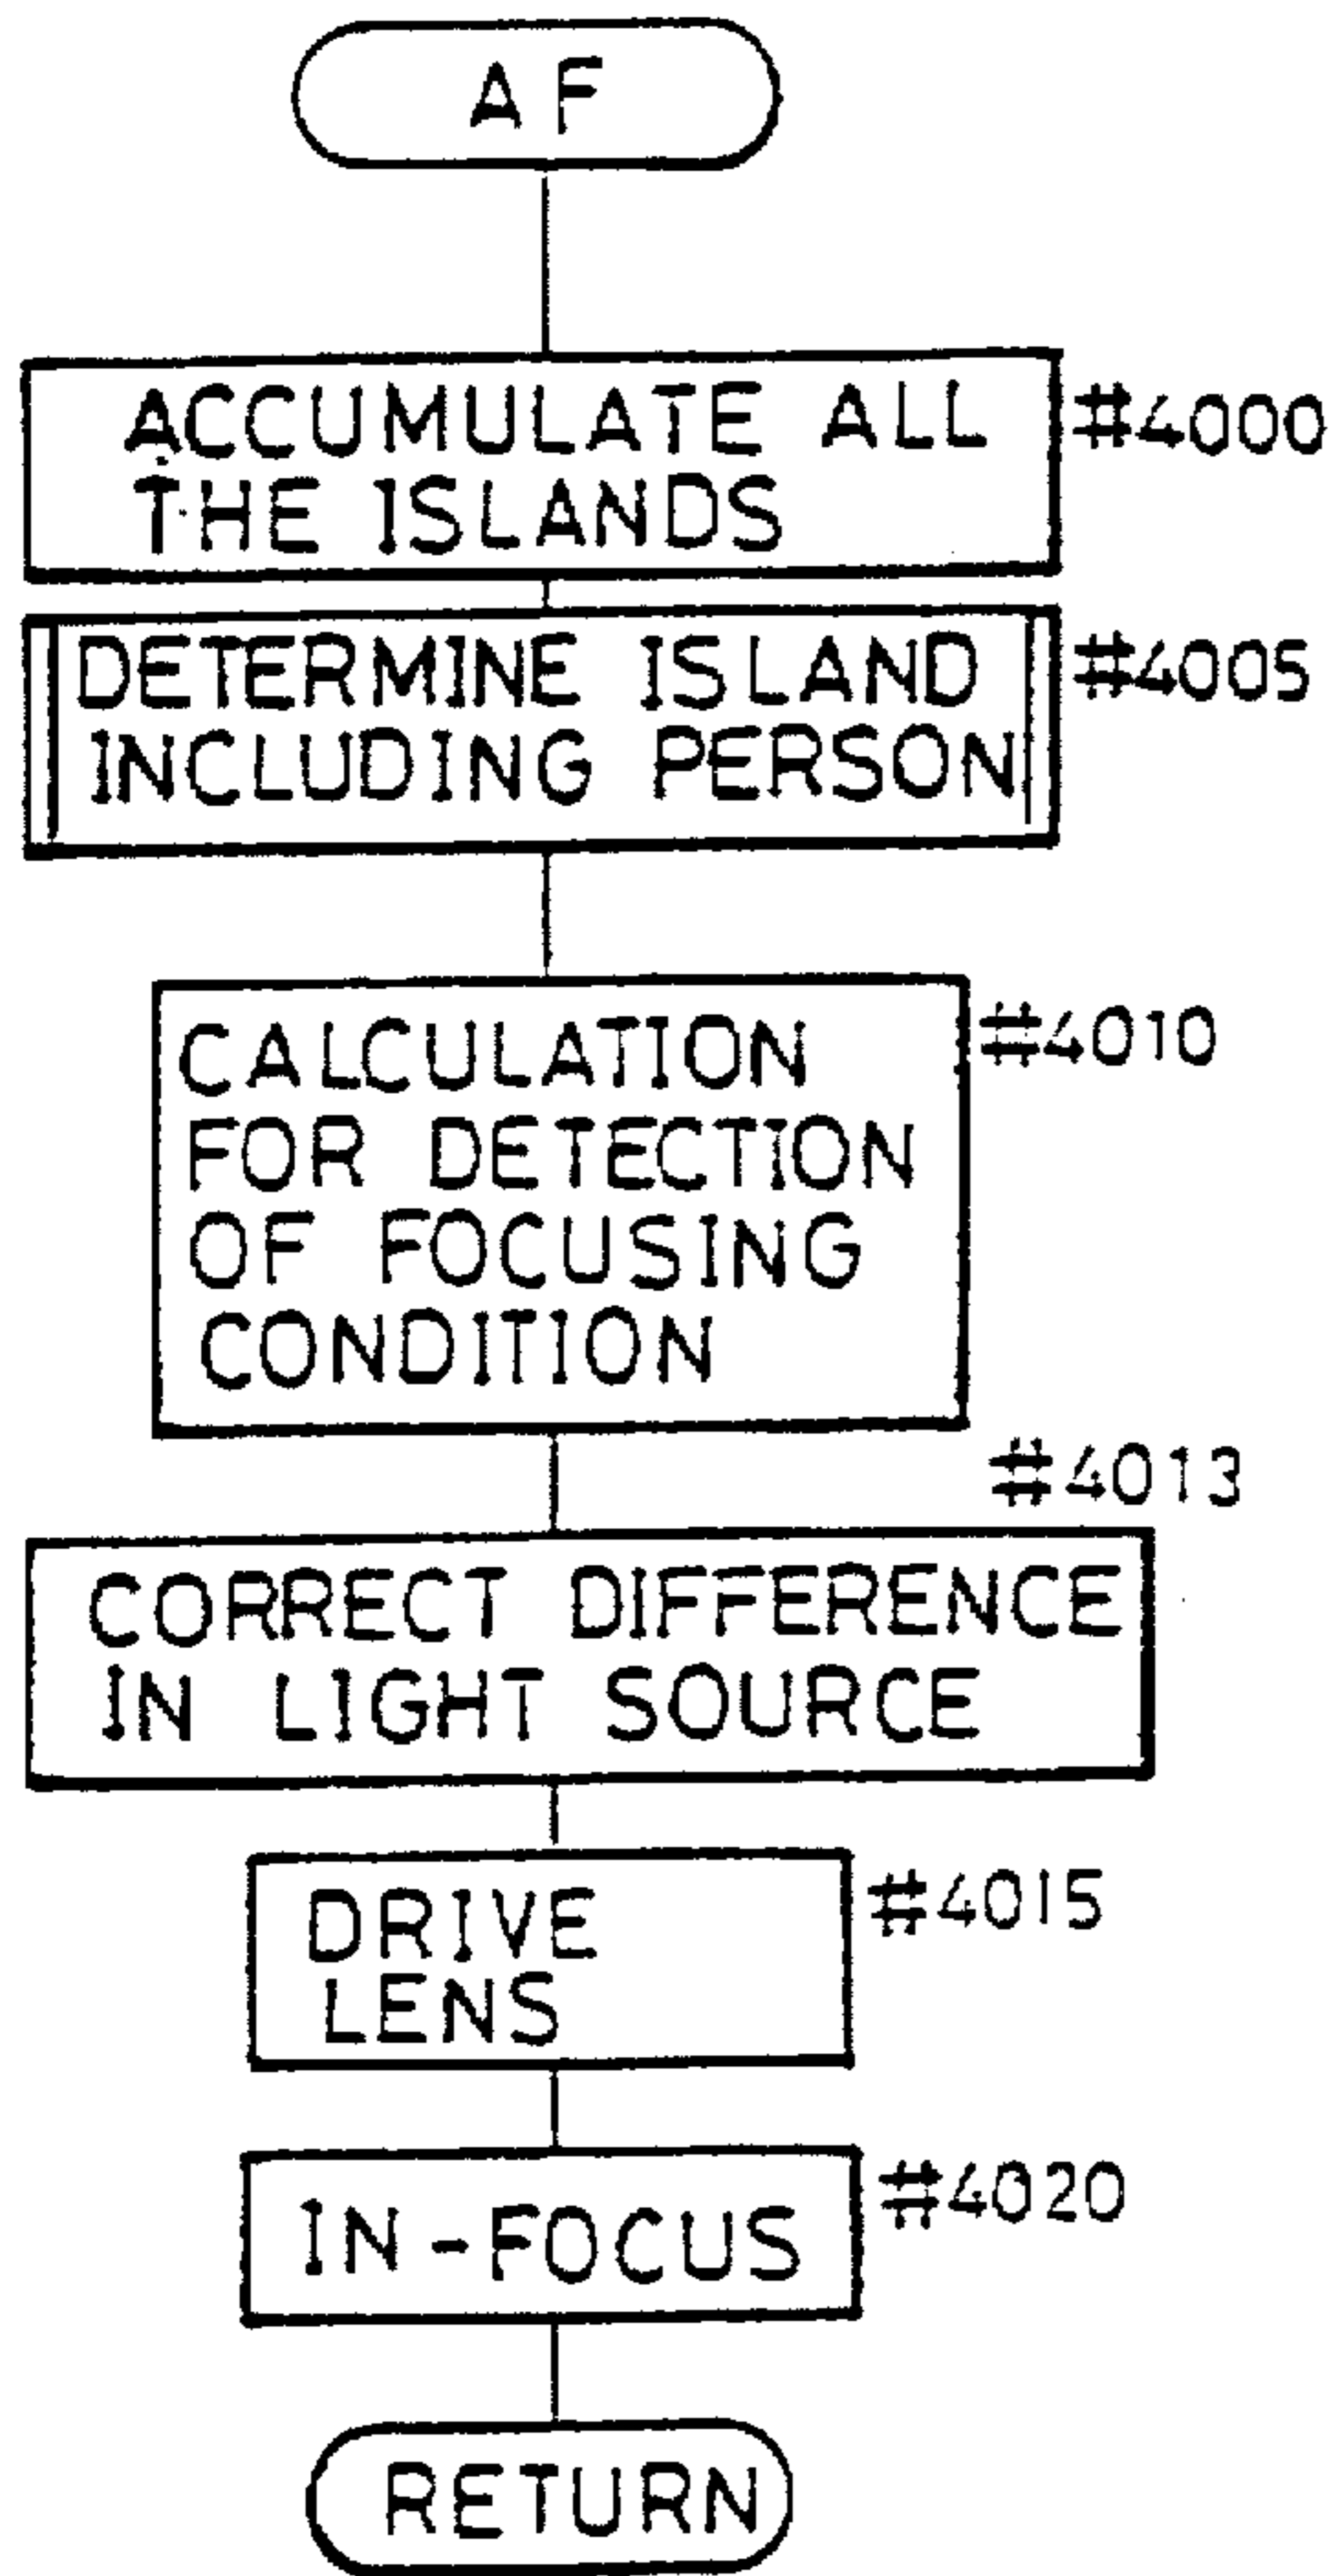 AF
ACCUMULATE ALL #4000
THE ISLANDS
DETERMINE ISLAND #4005
INCLUDING PERSON
CALCULATION #4010
FOR DETECTION
OF FOCUSING
CONDITION
#4013
CORRECT DIFFERENCE
IN LIGHT SOURCE
DRIVE #4015
LENS
IN-FOCUS #4020
RETURN